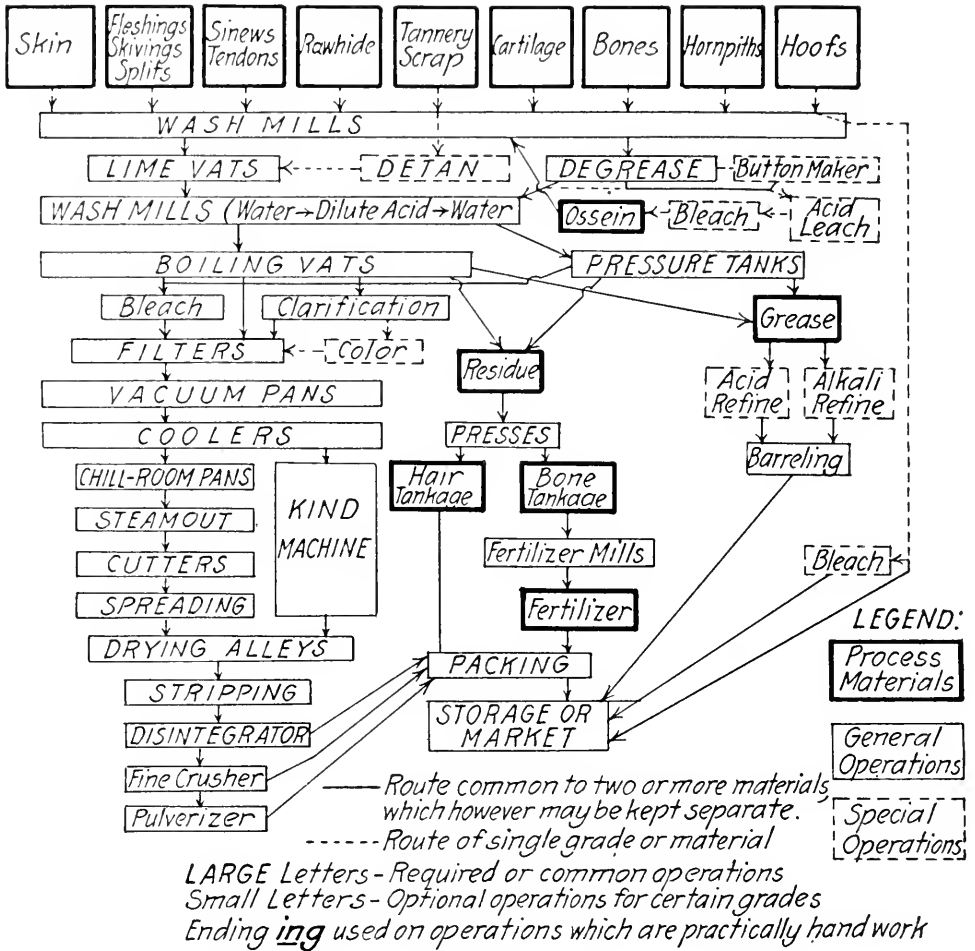 Skin
Fleshings
Skivings
Splits
Sinews
Tendons
Rawhide
Tannery
Scrap
Cartilage
Bones
Hornpiths
Hoofs
WASH MILLS
LIME VATS
DETAN
DEGREASE
Button Maker
WASH MILLS (Water→Dilute Acid→Water
Ossein
Bleach
Acid
Leach
BOILING VATS
PRESSURE TANKS
Bleach
Clarification
Grease
FILTERS
Color
Residue
Acid
Refine
Alkali
Refine
VACUUM PANS
COOLERS
PRESSES
Barreling
CHILL-ROOM PANS
KIND
MACHINE
Hair
Tankage
Bone
Tankage
STEAMOUT
CUTTERS
Fertilizer Mills
Bleach
SPREADING
Fertilizer
DRYING ALLEYS
PACKING
STRIPPING
STORAGE OR
MARKET
DISINTEGRATOR
Fine Crusher
Pulverizer
LEGEND:
Process
Materials
General
Operations
Special
Operations
Route common to two or more materials,
which however may be kept separate.
Route of single grade or material
LARGE Letters - Required or common operations
Small Letters - Optional operations for certain grades
Ending ing used on operations which are practically hand work